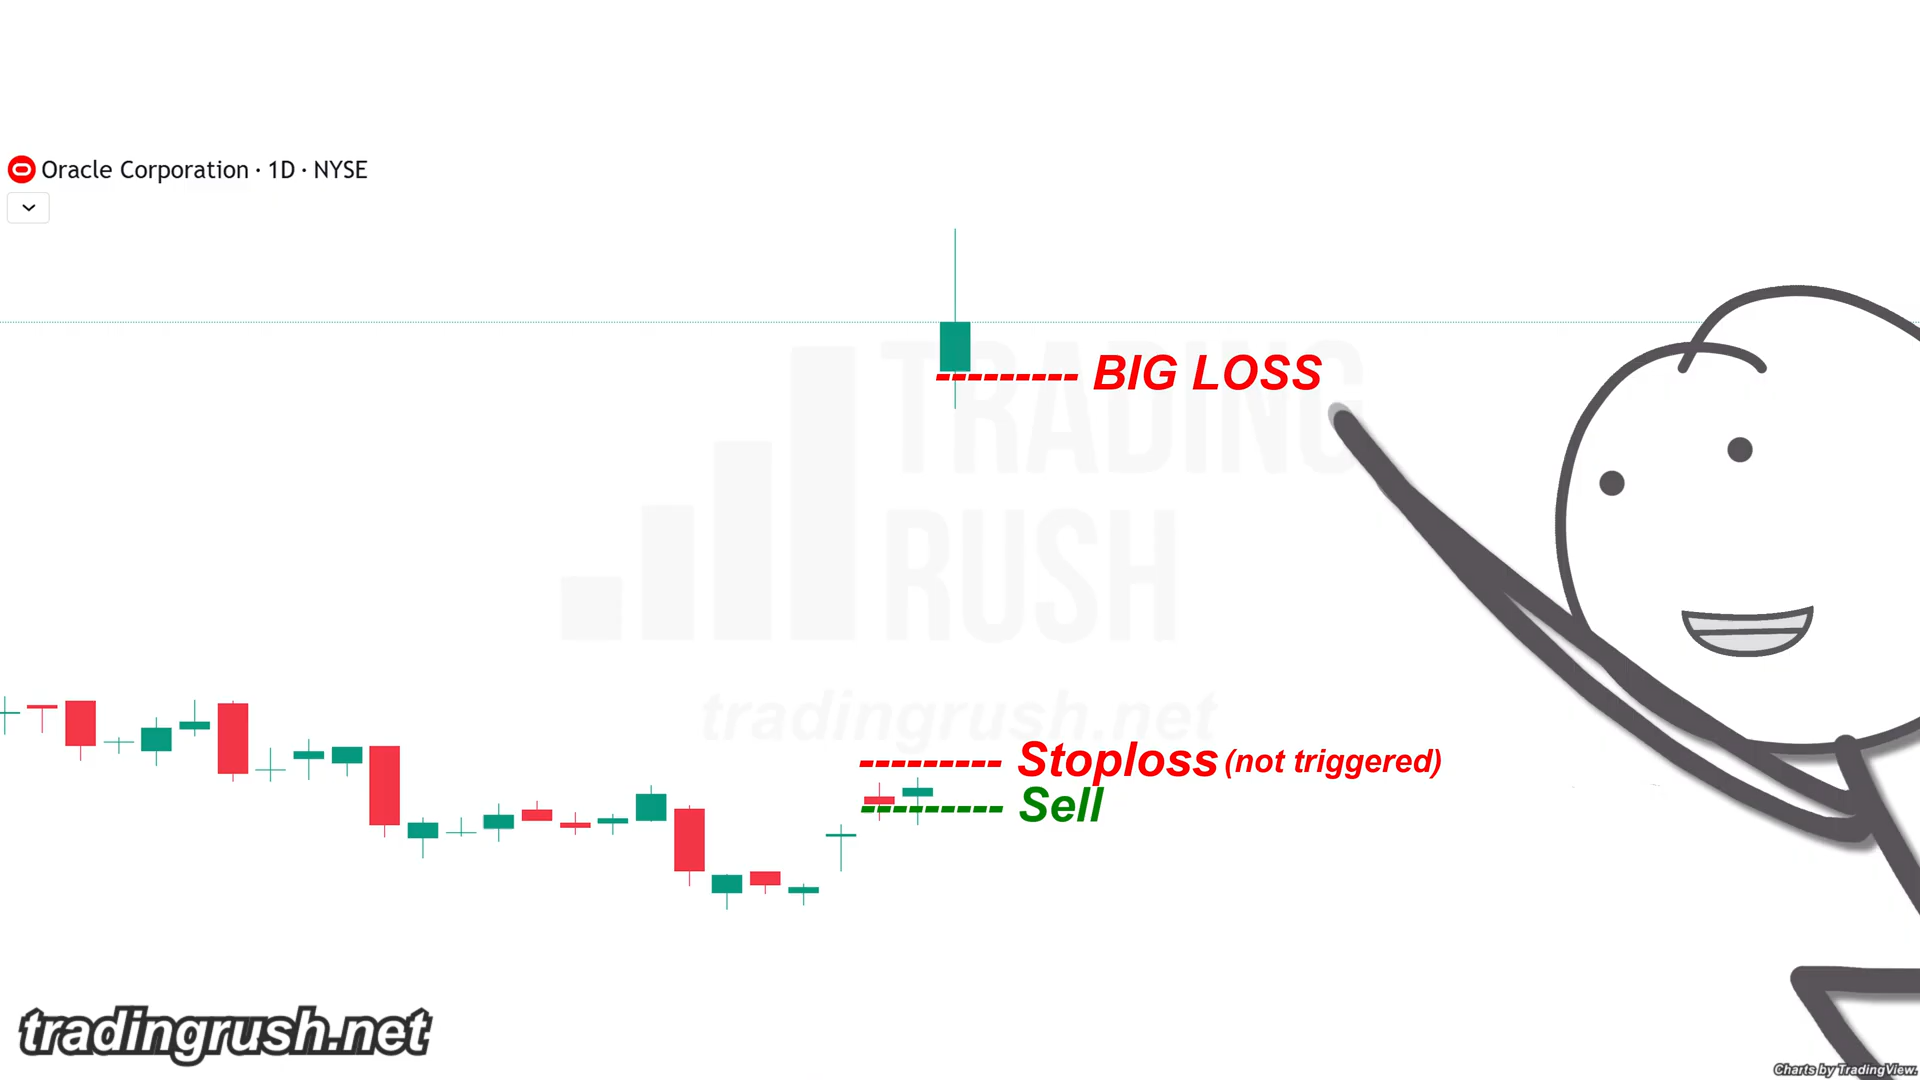 Oracle Corporation · 1D · NYSE
BIG LOSS
TRADING
RUSH
tradingrush.net
Stoploss (not triggered)
Sell
tradingrush.net
Charts by TradingView.